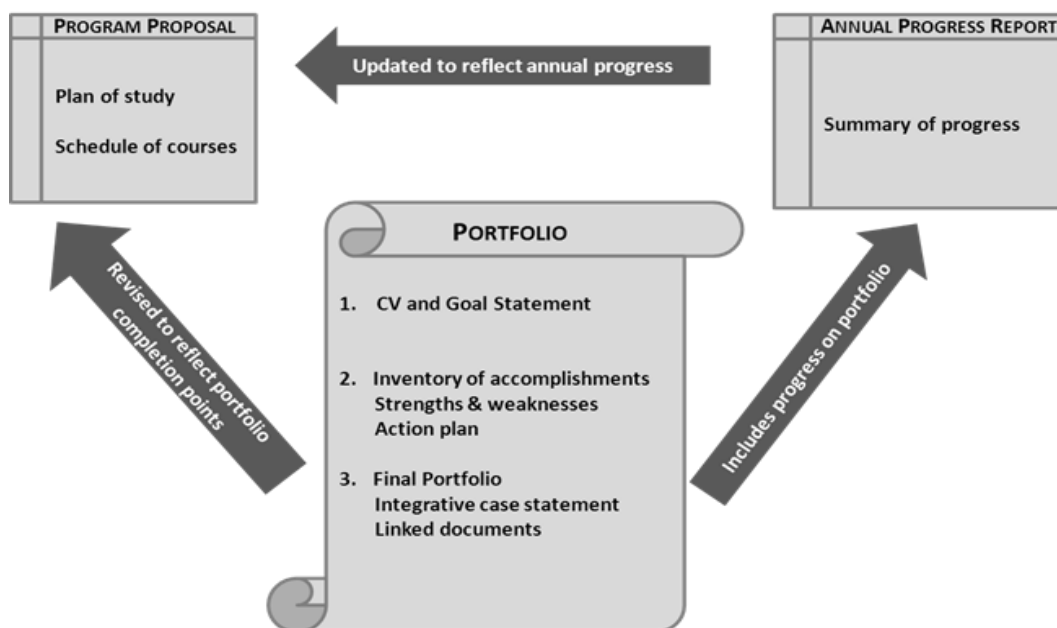 PROGRAM PROPOSAL
Plan of study
Schedule of courses
Updated to reflect annual progress
ANNUAL PROGRESS REPORT
Summary of progress
Revised to reflect portfolio
completion points
PORTFOLIO
1. CV and Goal Statement
2. Inventory of accomplishments
Strengths & weaknesses
Action plan
3. Final Portfolio
Integrative case statement
Linked documents
Includes progress on portfolio